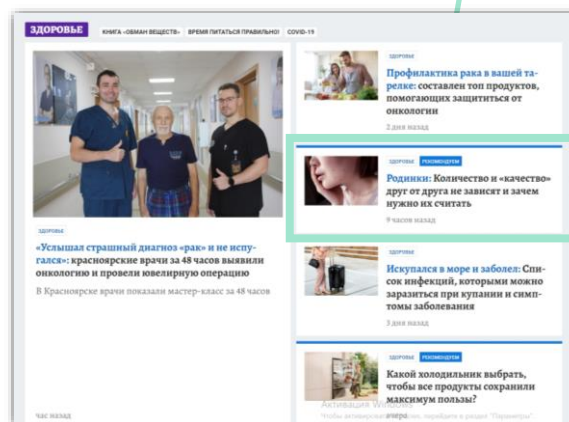 ЗДОРОВЬЕ
КНИГА «ОБМАН ВЕЩЕСТВ»
ВРЕМЯ ПИТАТЬСЯ ПРАВИЛЬНО!
COVID-19
ЗДОРОВЬЕ
«Услышал страшный диагноз «рак» и не испу-
гался»: красноярские врачи за 48 часов выявили
онкологию и провели ювелирную операцию
В Красноярске врачи показали мастер-класс за 48 часов
час назад
ЗДОРОВЬЕ
Профилактика рака в вашей та-
релке: составлен топ продуктов,
помогающих защититься от
онкологии
2 дня назад
ЗДОРОВЬЕ РЕКОМЕНДУЕМ
Родинки: Количество и «качество»
друг от друга не зависят и зачем
нужно их считать
9 часов назад
ЗДОРОВЬЕ
Искупался в море и заболел: Спи-
сок инфекций, которыми можно
заразиться при купании и симп-
томы заболевания
3 дня назад
ЗДОРОВЬЕ РЕКОМЕНДУЕМ
Какой холодильник выбрать,
чтобы все продукты сохранили
максимум пользы?
вчера
Активация Windows